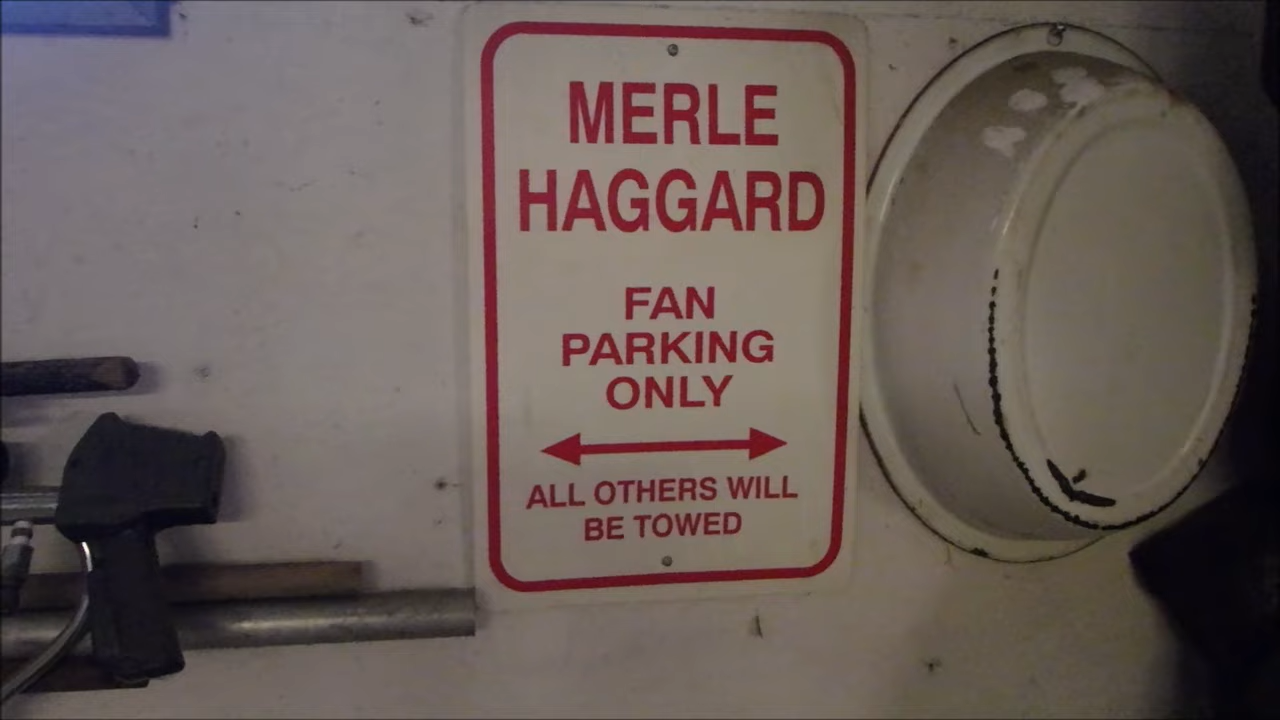 MERLE
HAGGARD
FAN
PARKING
ONLY
ALL OTHERS WILL
BE TOWED